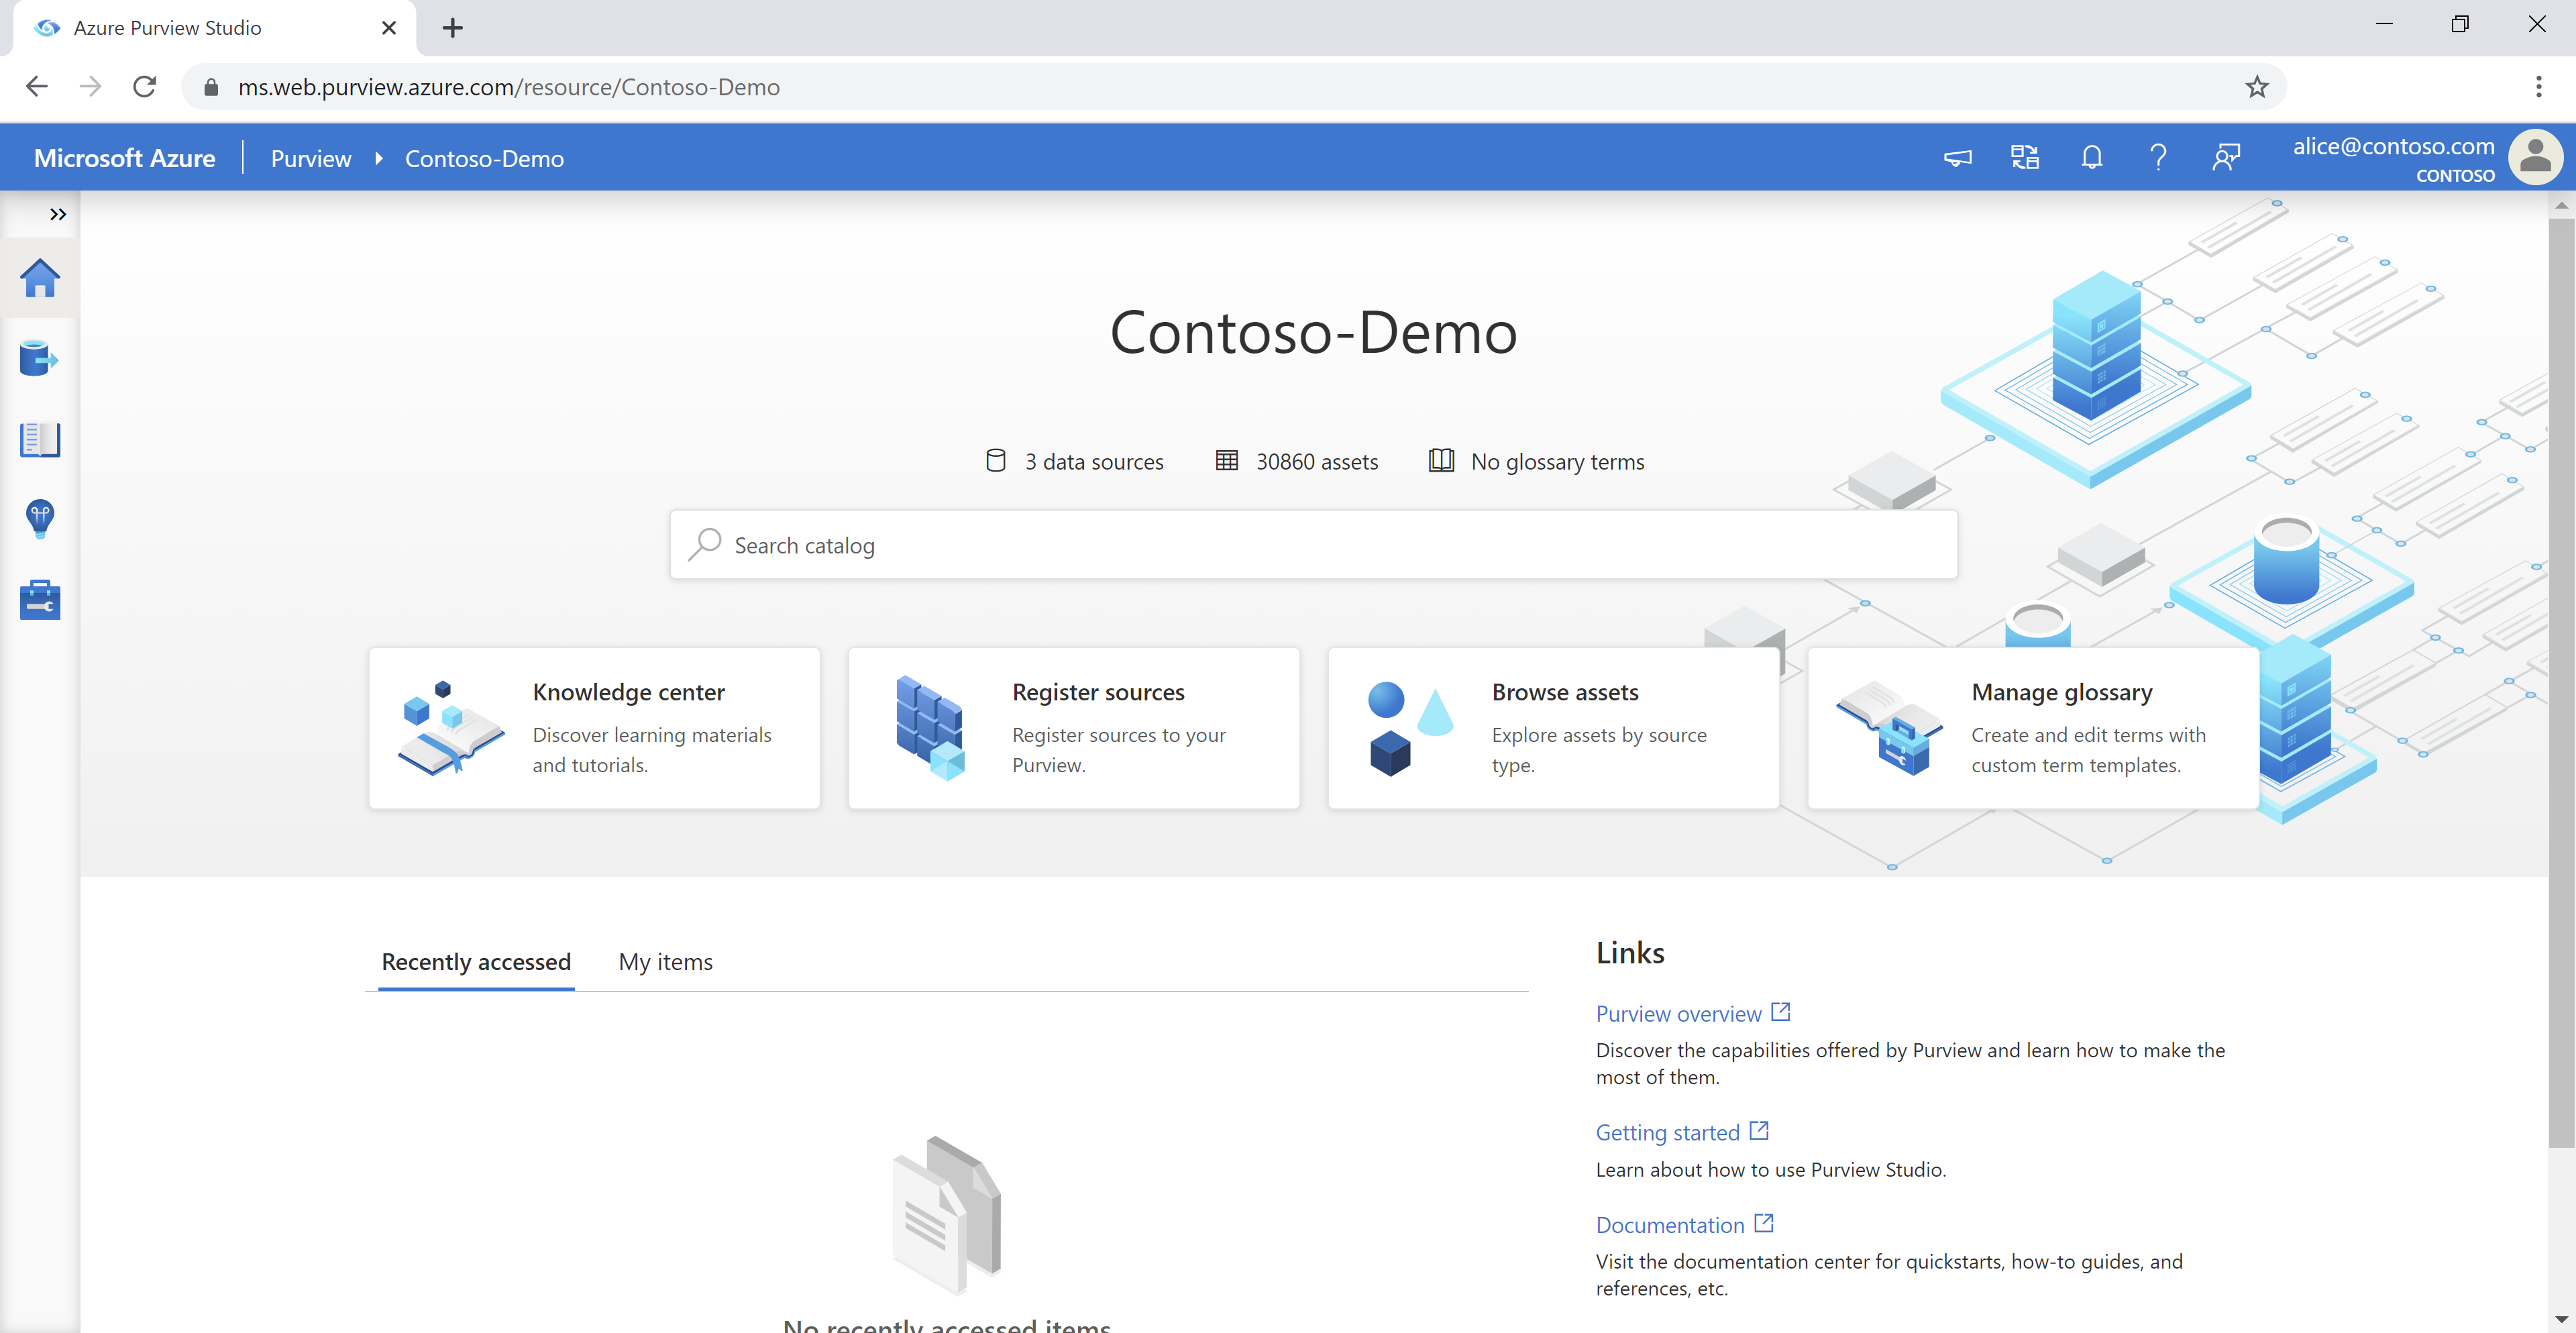 Azure Purview Studio
ms.web.purview.azure.com/resource/Contoso-Demo
Microsoft Azure
Purview
Contoso-Demo
alice@contoso.com
CONTOSO
Contoso-Demo
3 data sources
30860 assets
No glossary terms
Search catalog
Knowledge center
Discover learning materials
and tutorials.
Register sources
Register sources to your
Purview.
Browse assets
Explore assets by source
type.
Manage glossary
Create and edit terms with
custom term templates.
Recently accessed
My items
No recently accessed items
Links
Purview overview
Discover the capabilities offered by Purview and learn how to make the
most of them.
Getting started
Learn about how to use Purview Studio.
Documentation
Visit the documentation center for quickstarts, how-to guides, and
references, etc.